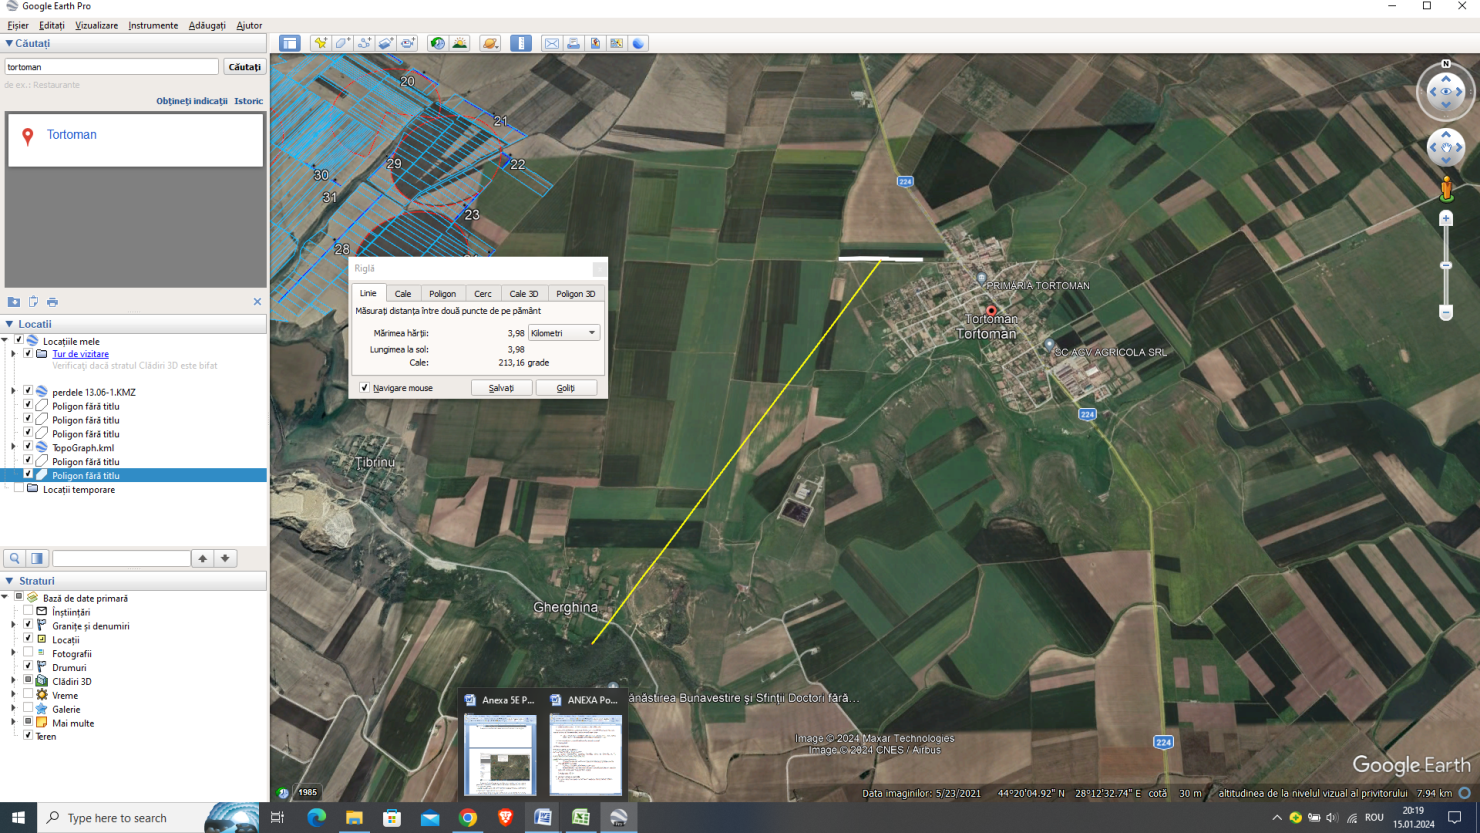 Google Earth Pro
Fișier Editați Vizualizare Instrumente Adăugați Ajutor
Căutați
tortoman
Căutați
de ex.: Restaurante
Obțineți indicații Istoric
Tortoman
Locatii
Locațiile mele
Tur de vizitare
Verificați dacă stratul Clădiri 3D este bifat
perdele 13.06-1.KMZ
Poligon fără titlu
Poligon fără titlu
Poligon fără titlu
TopoGraph.kml
Poligon fără titlu
Poligon fără titlu
Locații temporare
Straturi
Bază de date primară
Înștiințări
Granițe și denumiri
Locații
Fotografii
Drumuri
Clădiri 3D
Vreme
Galerie
Mai multe
Teren
20
21
29
22
30
31
23
28
Riglă
Linie Cale Poligon Cerc Cale 3D Poligon 3D
Măsurați distanța între două puncte de pe pământ
Mărimea hărții: 3,98 Kilometri
Lungimea la sol: 3,98
Cale: 213,16 grade
Navigare mouse Salvați Goliți
224
PRIMARIA TORTOMAN
Tortoman
Tortoman
SC AGV AGRICOLA SRL
224
Țibrinu
Gherghina
ânăstirea Bunavestire și Sfinții Doctori fără...
224
Anexa 5E P...
ANEXA Po...
Image © 2024 Maxar Technologies
Image © 2024 CNES / Airbus
Google Earth
1985
Data imaginilor: 5/23/2021 44°20'04.92" N 28°12'32.74" E cotă 30 m altitudinea de la nivelul vizual al privitorului 7.94 km
N
Type here to search
ROU
20:19
15.01.2024